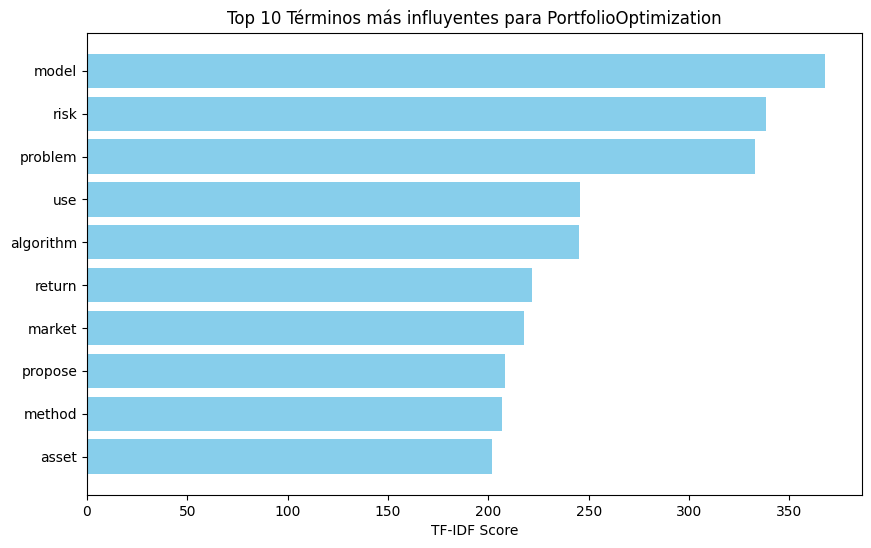 Top 10 Términos más influyentes para PortfolioOptimization
model
risk
problem
use
algorithm
return
market
propose
method
asset
0 50 100 150 200 250 300 350
TF-IDF Score